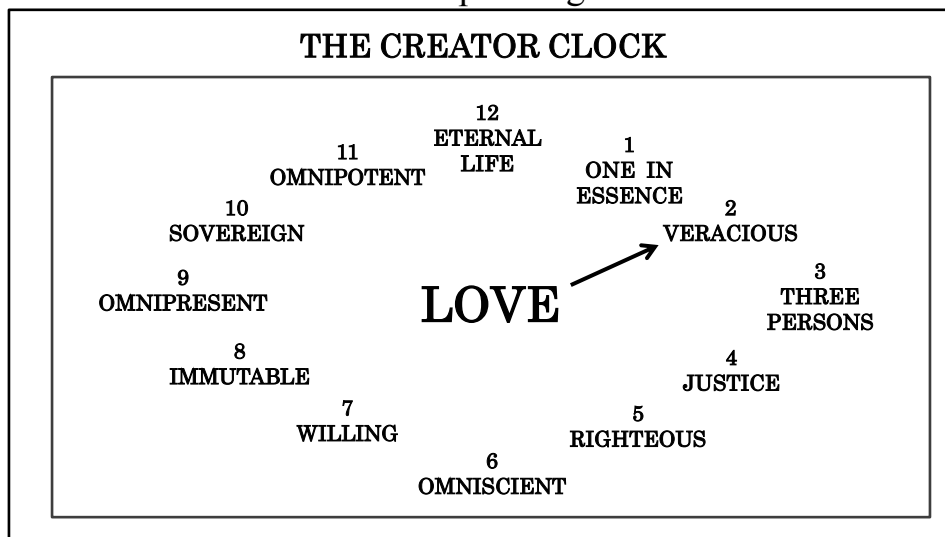 THE CREATOR CLOCK
12
ETERNAL
LIFE
1
ONE IN
ESSENCE
2
VERACIOUS
3
THREE
PERSONS
4
JUSTICE
5
RIGHTEOUS
6
OMNISCIENT
7
WILLING
8
IMMUTABLE
9
OMNIPRESENT
10
SOVEREIGN
11
OMNIPOTENT
LOVE